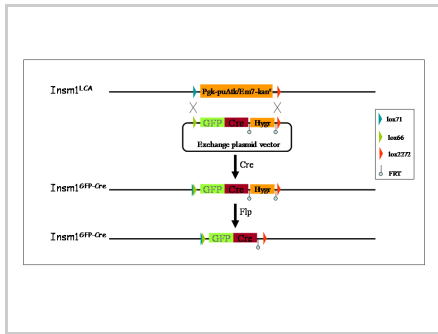 Insm1LCA
Pgk-puΔtk/Em7-kanr
GFP Cre Hygr
Exchange plasmid vector
Cre
Insm1GFP-Cre
GFP Cre Hygr
Flp
Insm1GFP-Cre
GFP Cre
lox71
lox66
lox2272
FRT